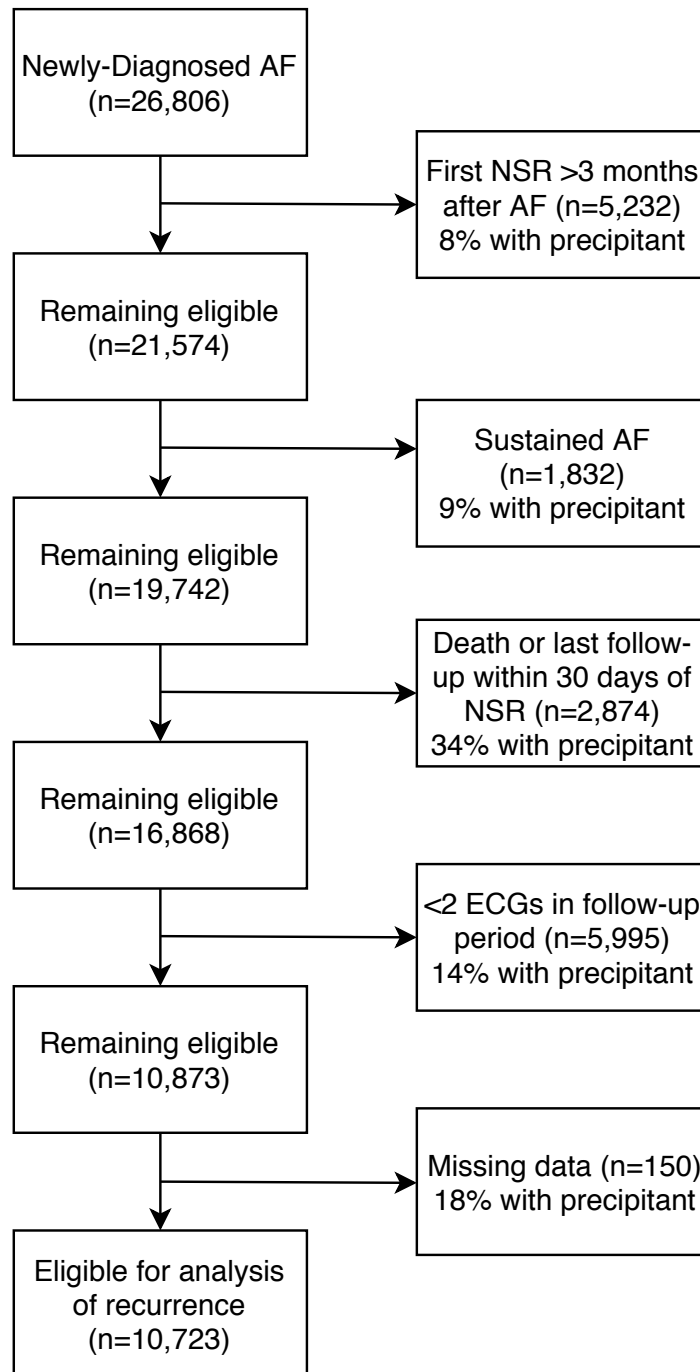 Newly-Diagnosed AF
(n=26,806)
First NSR >3 months
after AF (n=5,232)
8% with precipitant
Remaining eligible
(n=21,574)
Sustained AF
(n=1,832)
9% with precipitant
Remaining eligible
(n=19,742)
Death or last follow-
up within 30 days of
NSR (n=2,874)
34% with precipitant
Remaining eligible
(n=16,868)
<2 ECGs in follow-up
period (n=5,995)
14% with precipitant
Remaining eligible
(n=10,873)
Missing data (n=150)
18% with precipitant
Eligible for analysis
of recurrence
(n=10,723)